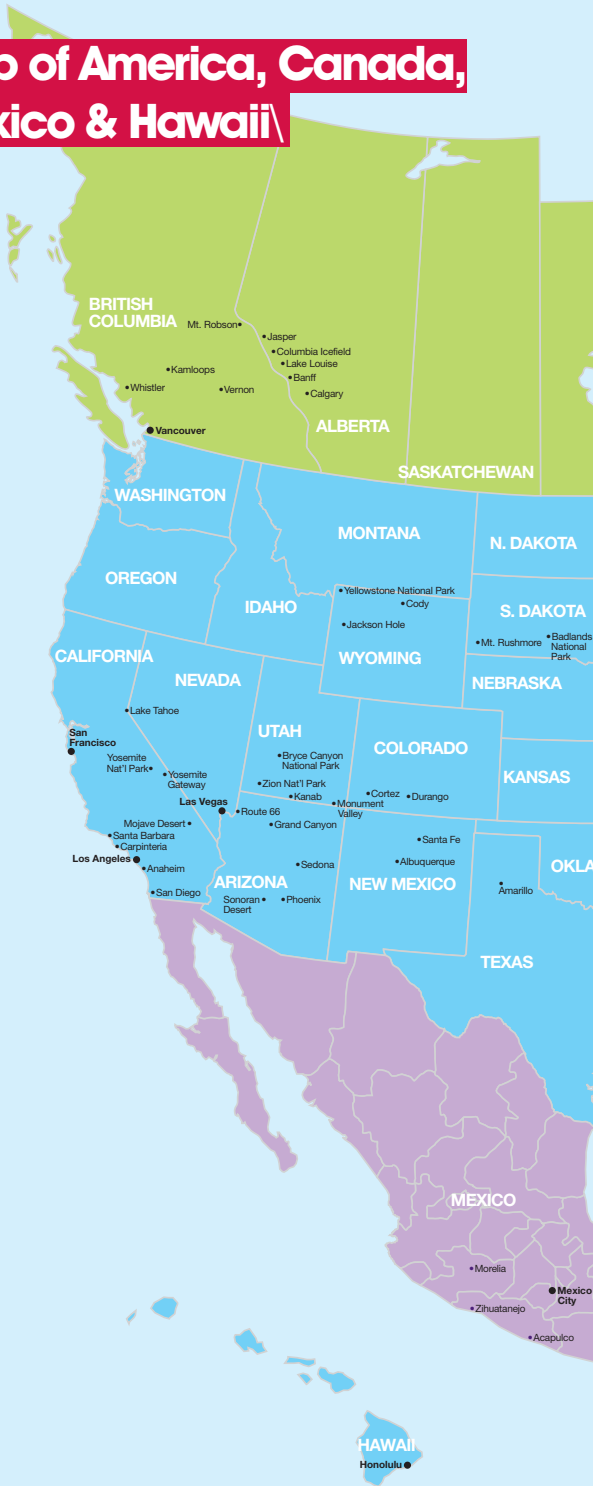 o of America, Canada,
xico & Hawaii\
BRITISH
COLUMBIA
Mt. Robson
Jasper
Columbia Icefield
Lake Louise
Kamloops
Banff
Whistler
Vernon
Calgary
ALBERTA
Vancouver
SASKATCHEWAN
WASHINGTON
MONTANA
N. DAKOTA
OREGON
IDAHO
Yellowstone National Park
Cody
S. DAKOTA
Jackson Hole
Mt. Rushmore
Badlands
National
Park
CALIFORNIA
WYOMING
NEVADA
NEBRASKA
Lake Tahoe
San
Francisco
UTAH
COLORADO
Yosemite
Nat'l Park
Bryce Canyon
National Park
Yosemite
Gateway
Zion Nat'l Park
KANSAS
Kanab
Cortez
Durango
Las Vegas
Route 66
Monument
Valley
Mojave Desert
Grand Canyon
Santa Barbara
Carpinteria
Santa Fe
Los Angeles
Anaheim
Sedona
Albuquerque
OKLA
San Diego
ARIZONA
NEW MEXICO
Amarillo
Sonoran
Desert
Phoenix
TEXAS
MEXICO
Morelia
Mexico
City
Zihuatanejo
Acapulco
HAWAII
Honolulu